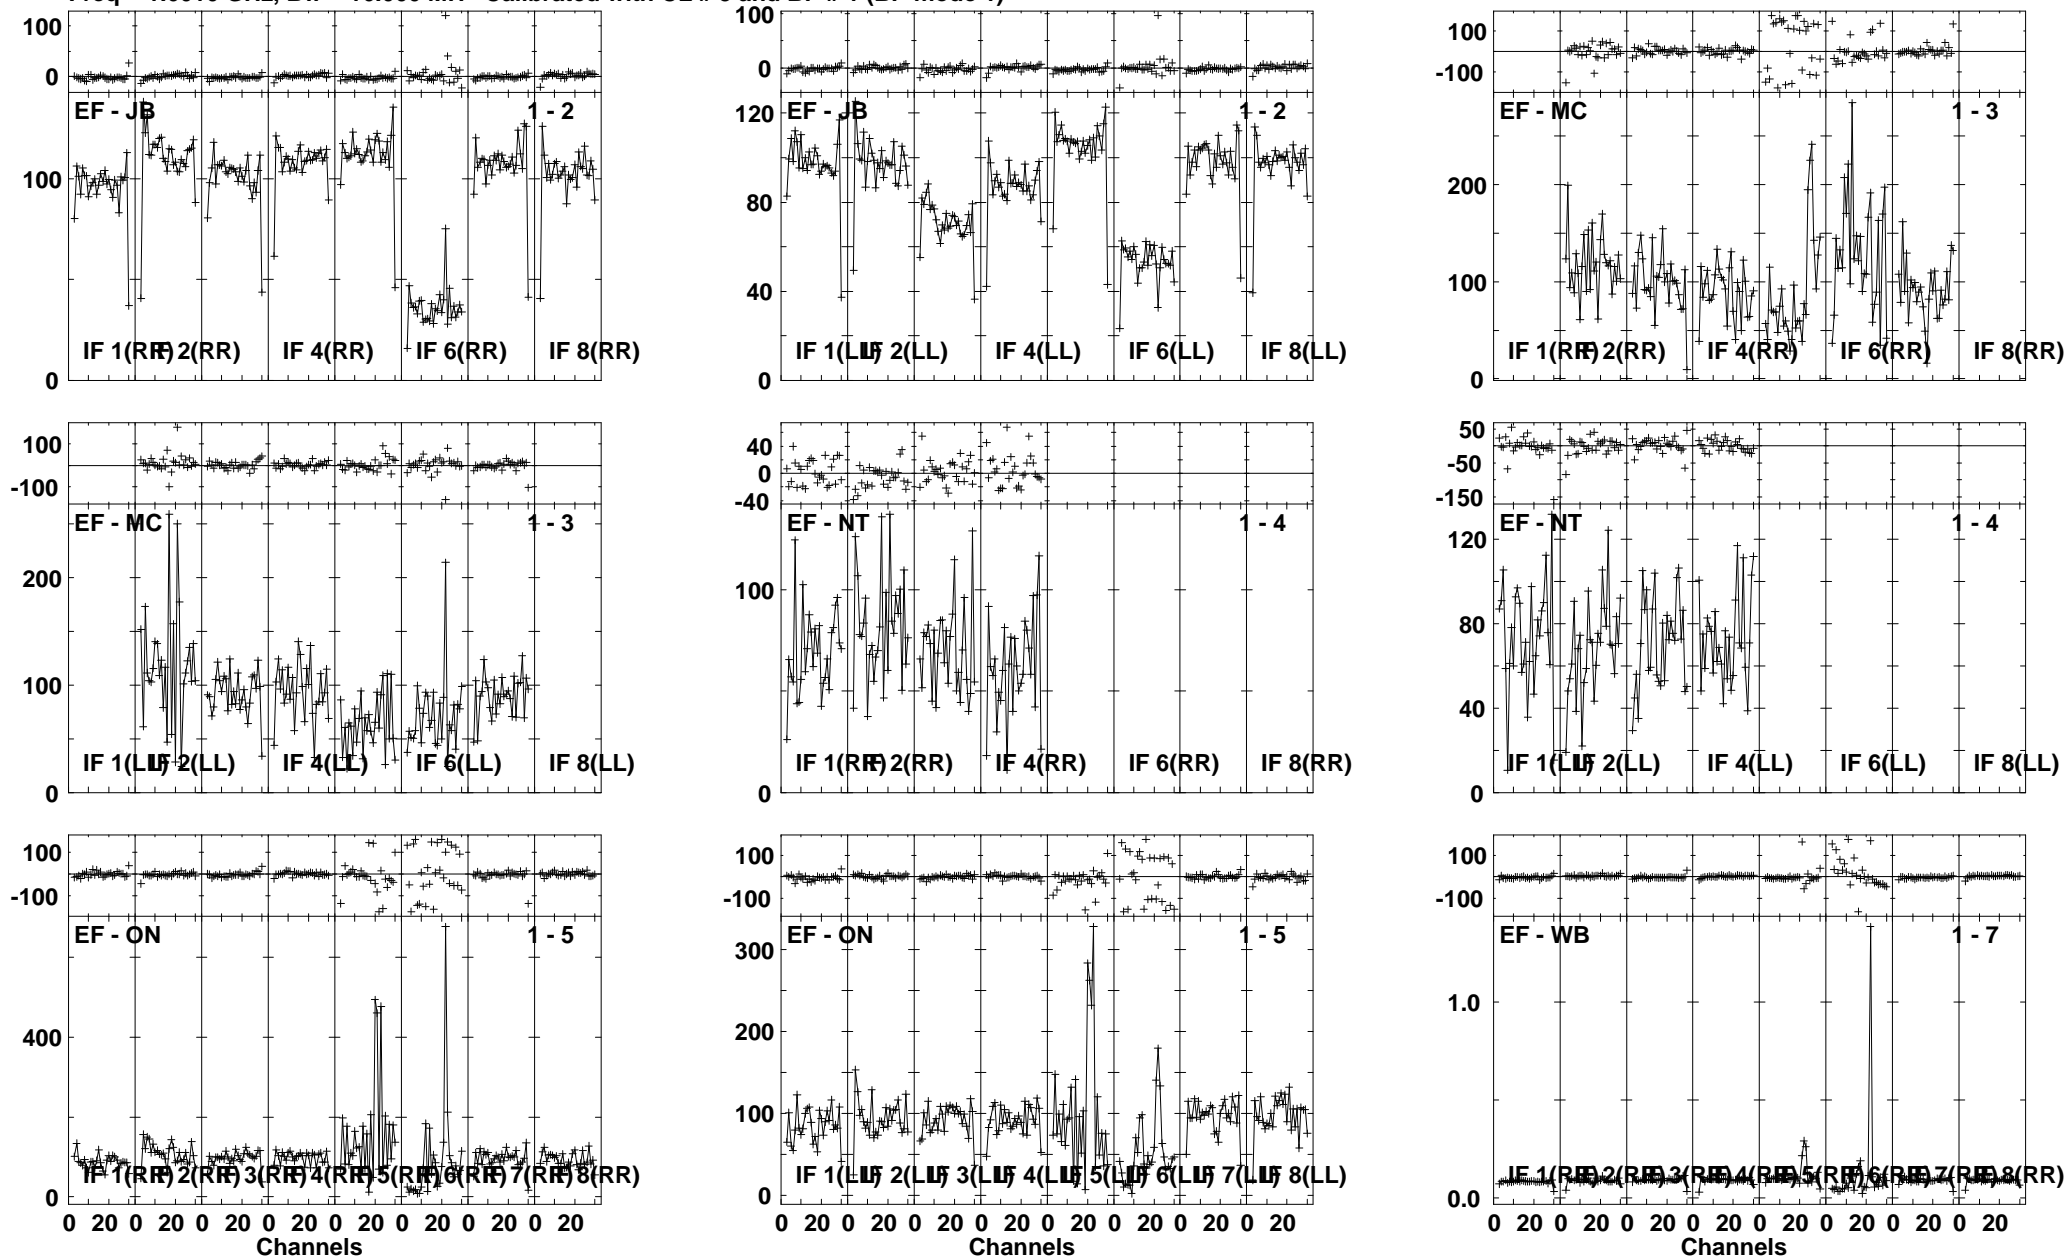 Calibrated with and
100
0
EF - JB
1 - 2
100
0
IF 1(RR)
IF 2(RR)
IF 4(RR)
IF 6(RR)
IF 8(RR)
100
0
EF - JB
1 - 2
120
80
40
0
IF 1(LL)
IF 2(LL)
IF 4(LL)
IF 6(LL)
IF 8(LL)
100
-100
EF - MC
1 - 3
200
100
0
IF 1(RR)
IF 2(RR)
IF 4(RR)
IF 6(RR)
IF 8(RR)
100
-100
EF - MC
1 - 3
200
100
0
IF 1(LL)
IF 2(LL)
IF 4(LL)
IF 6(LL)
IF 8(LL)
40
0
-40
EF - NT
1 - 4
100
0
IF 1(RR)
IF 2(RR)
IF 4(RR)
IF 6(RR)
IF 8(RR)
50
-50
-150
EF - NT
1 - 4
120
80
40
0
IF 1(LL)
IF 2(LL)
IF 4(LL)
IF 6(LL)
IF 8(LL)
100
-100
EF - ON
1 - 5
400
0
IF 1(RR)
IF 2(RR)
IF 3(RR)
IF 4(RR)
IF 5(RR)
IF 6(RR)
IF 7(RR)
IF 8(RR)
0 20 0 20 0 20 0 20 0 20 0 20 0 20 0 20
Channels
100
-100
EF - ON
1 - 5
300
200
100
0
IF 1(LL)
IF 2(LL)
IF 3(LL)
IF 4(LL)
IF 5(LL)
IF 6(LL)
IF 7(LL)
IF 8(LL)
0 20 0 20 0 20 0 20 0 20 0 20 0 20 0 20
Channels
100
-100
EF - WB
1 - 7
1.0
0.0
IF 1(RR)
IF 2(RR)
IF 3(RR)
IF 4(RR)
IF 5(RR)
IF 6(RR)
IF 7(RR)
IF 8(RR)
0 20 0 20 0 20 0 20 0 20 0 20 0 20 0 20
Channels